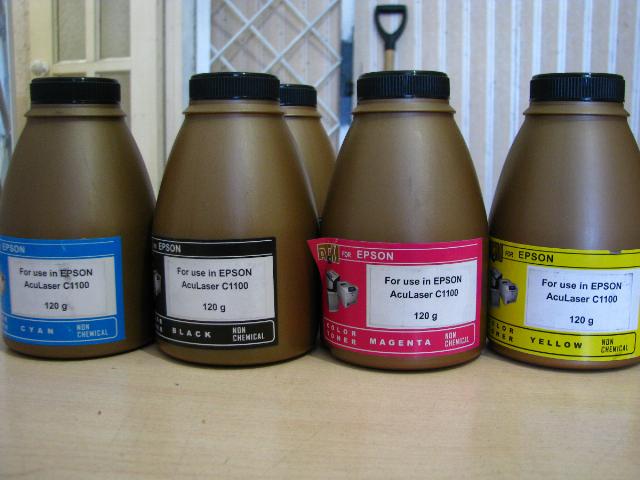 EPSON
For use in EPSON
AcuLaser C1100
120 g
CYAN
NON
CHEMICAL
EPSON
For use in EPSON
AcuLaser C1100
120 g
BLACK
NON
CHEMICAL
FOR EPSON
For use in EPSON
AcuLaser C1100
120 g
COLOR
TONER MAGENTA
NON
CHEMICAL
FOR EPSON
For use in EPSON
AcuLaser C1100
120 g
YELLOW
NON
CHEMICAL